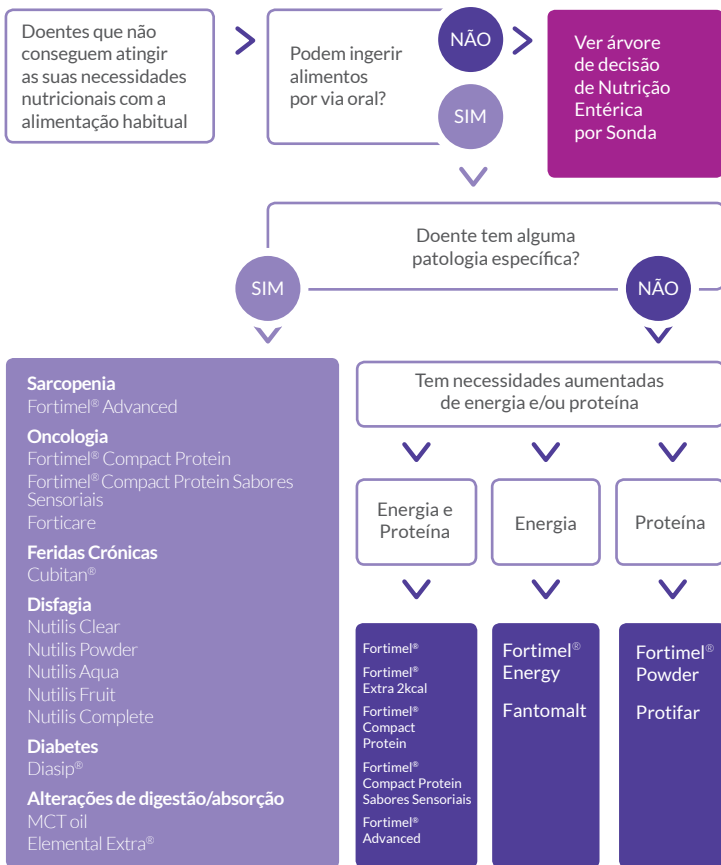 Doentes que não
conseguem atingir
as suas necessidades
nutricionais com a
alimentação habitual
Podem ingerir
alimentos
por via oral?
NÃO
SIM
Ver árvore
de decisão
de Nutrição
Entérica
por Sonda
Doente tem alguma
patologia específica?
SIM
NÃO
Sarcopenia
Fortimel® Advanced
Oncologia
Fortimel® Compact Protein
Fortimel® Compact Protein Sabores
Sensoriais
Forticare
Feridas Crónicas
Cubitan®
Disfagia
Nutilis Clear
Nutilis Powder
Nutilis Aqua
Nutilis Fruit
Nutilis Complete
Diabetes
Diasip®
Alterações de digestão/absorção
MCT oil
Elemental Extra®
Tem necessidades aumentadas
de energia e/ou proteína
Energia e
Proteína
Energia
Proteína
Fortimel®
Fortimel®
Extra 2kcal
Fortimel®
Compact
Protein
Fortimel®
Compact Protein
Sabores Sensoriais
Fortimel®
Advanced
Fortimel®
Energy
Fantomalt
Fortimel®
Powder
Protifar